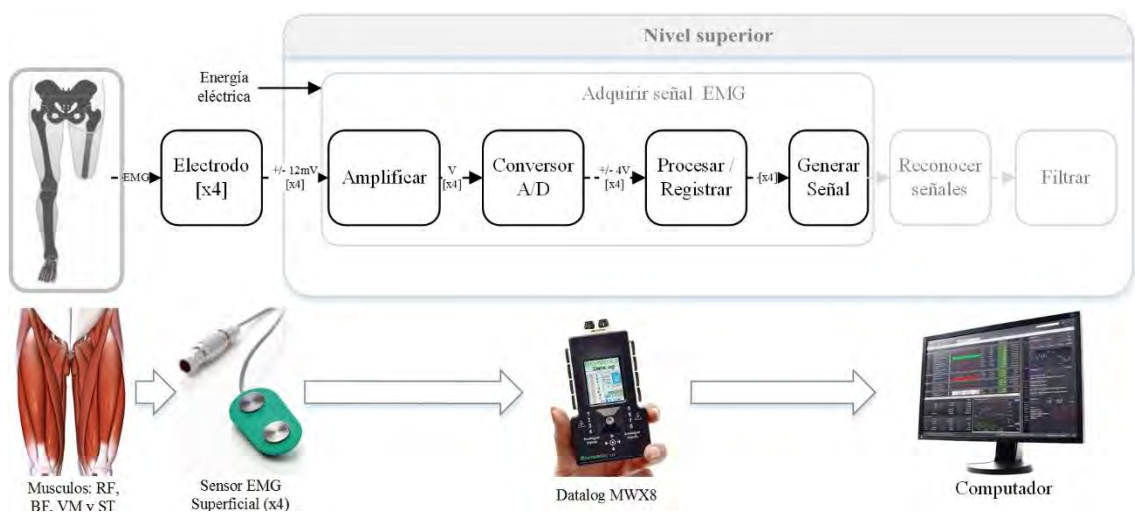 Nivel superior
Energía
eléctrica
Adquirir señal EMG
EMG
Electrodo
[x4]
+/- 12mV
[x4]
Amplificar
V
[x4]
Conversor
A/D
+/- 4V
[x4]
Procesar /
Registrar
[x4]
Generar
Señal
Reconocer
señales
Filtrar
Musculos: RF,
BF, VM y ST
Sensor EMG
Superficial (x4)
Datalog MWX8
Computador